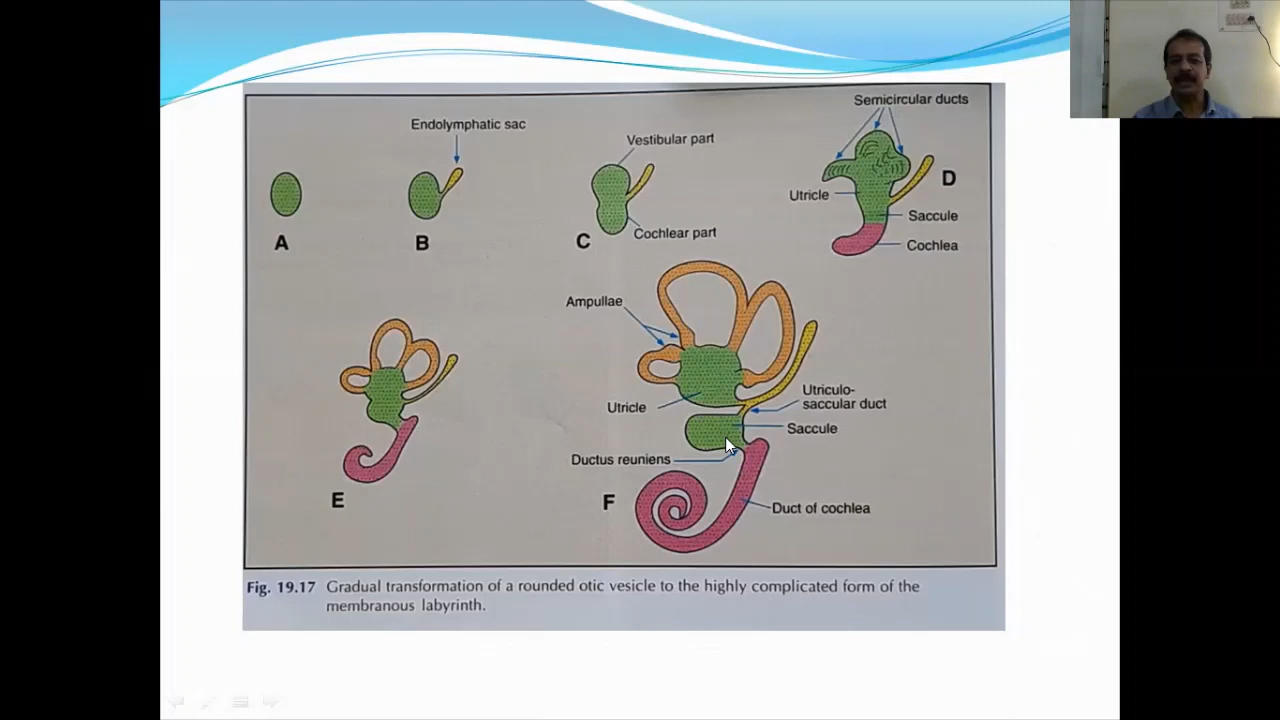 Endolymphatic sac
A
B
Vestibular part
Cochlear part
C
Semicircular ducts
Utricle
D
Saccule
Cochlea
E
Ampullae
Utricle
Utriculo-
saccular duct
Saccule
Ductus reuniens
F
Duct of cochlea
Fig. 19.17 Gradual transformation of a rounded otic vesicle to the highly complicated form of the
membranous labyrinth.